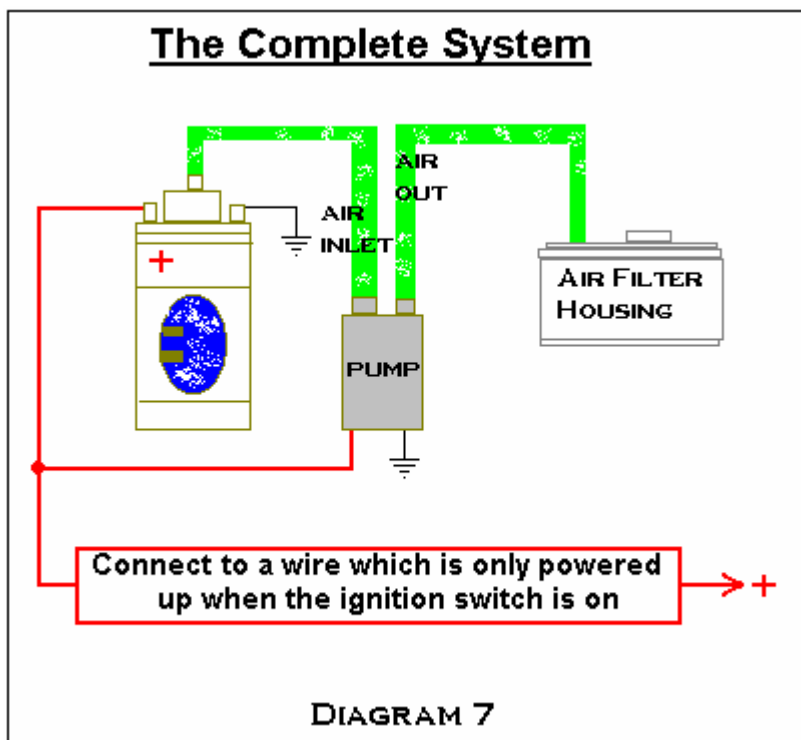 The Complete System
AIR
OUT
AIR
INLET
+
AIR FILTER
HOUSING
PUMP
Connect to a wire which is only powered
up when the ignition switch is on
+
DIAGRAM 7